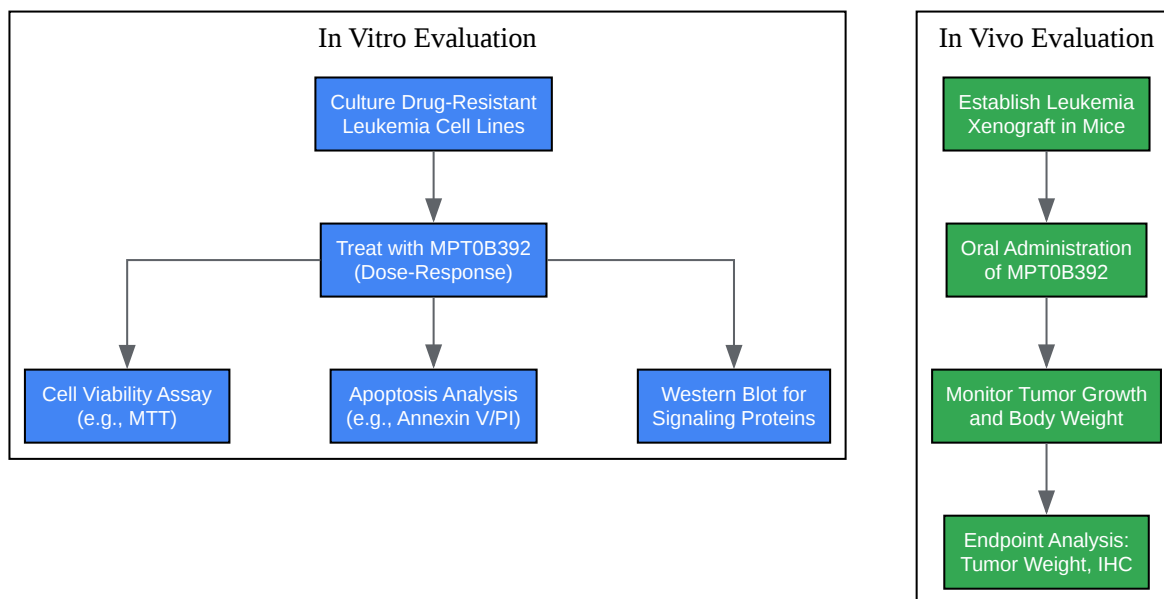 In Vitro Evaluation
Culture Drug-Resistant
Leukemia Cell Lines
Treat with MPT0B392
(Dose-Response)
Cell Viability Assay
(e.g., MTT)
Apoptosis Analysis
(e.g., Annexin V/PI)
Western Blot for
Signaling Proteins
In Vivo Evaluation
Establish Leukemia
Xenograft in Mice
Oral Administration
of MPT0B392
Monitor Tumor Growth
and Body Weight
Endpoint Analysis:
Tumor Weight, IHC